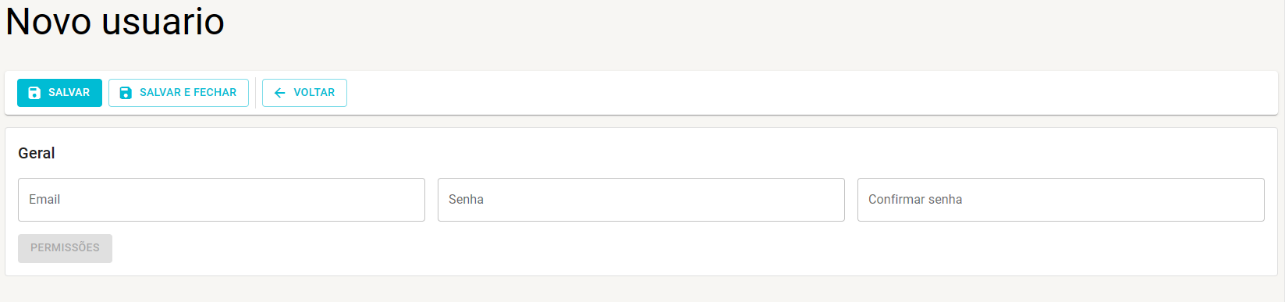 Novo usuario
SALVAR SALVAR E FECHAR VOLTAR
Geral
Email Senha Confirmar senha
PERMISSÕES